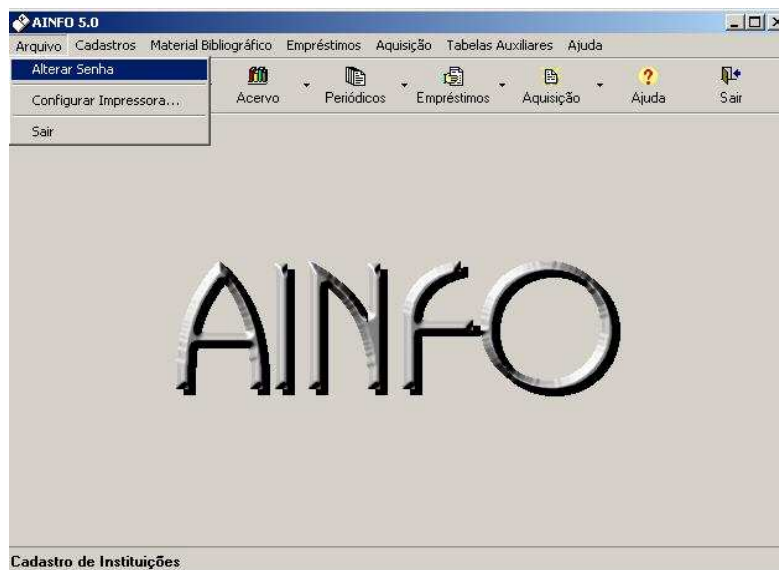 AINFO 5.0
Arquivo Cadastros Material Bibliográfico Empréstimos Aquisição Tabelas Auxiliares Ajuda
Alterar Senha
Configurar Impressora...
Sair
Acervo Periódicos Empréstimos Aquisição Ajuda Sair
AINFO
Cadastro de Instituições